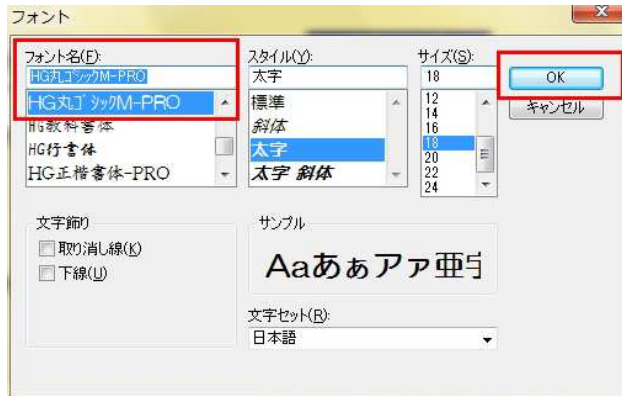 フォント
フォント名(F):
HG丸ｺﾞｼｯｸM-PRO
HG丸ｺﾞｼｯｸM-PRO
HG教科書体
HG行書体
HG正楷書体-PRO
スタイル(Y):
太字
標準
斜体
太字
太字 斜体
サイズ(S):
18
12
14
16
18
20
22
24
OK
キャンセル
文字飾り
取り消し線(K)
下線(U)
サンプル
Aaあぁアァ亜宇
文字セット(R):
日本語